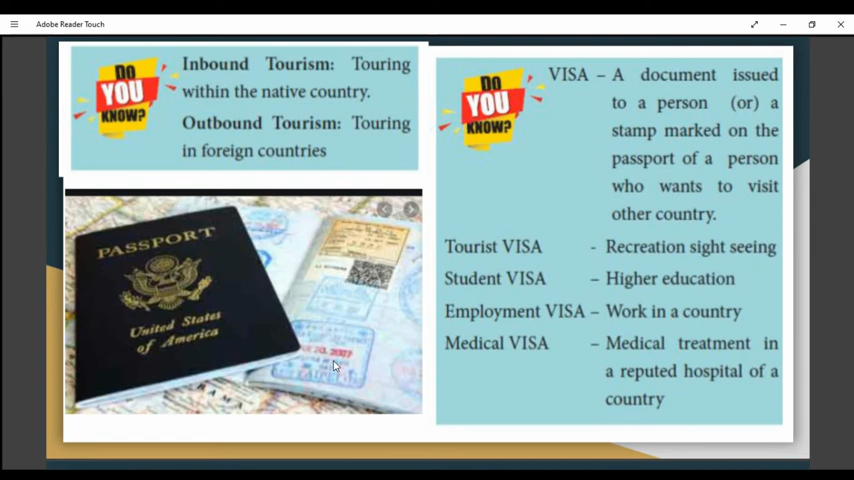 Adobe Reader Touch
DO
YOU
KNOW?
Inbound Tourism: Touring
within the native country.
Outbound Tourism: Touring
in foreign countries
PASSPORT
United States
of America
DO
YOU
KNOW?
VISA – A document issued
to a person (or) a
stamp marked on the
passport of a person
who wants to visit
other country.
Tourist VISA - Recreation sight seeing
Student VISA – Higher education
Employment VISA – Work in a country
Medical VISA – Medical treatment in
a reputed hospital of a
country